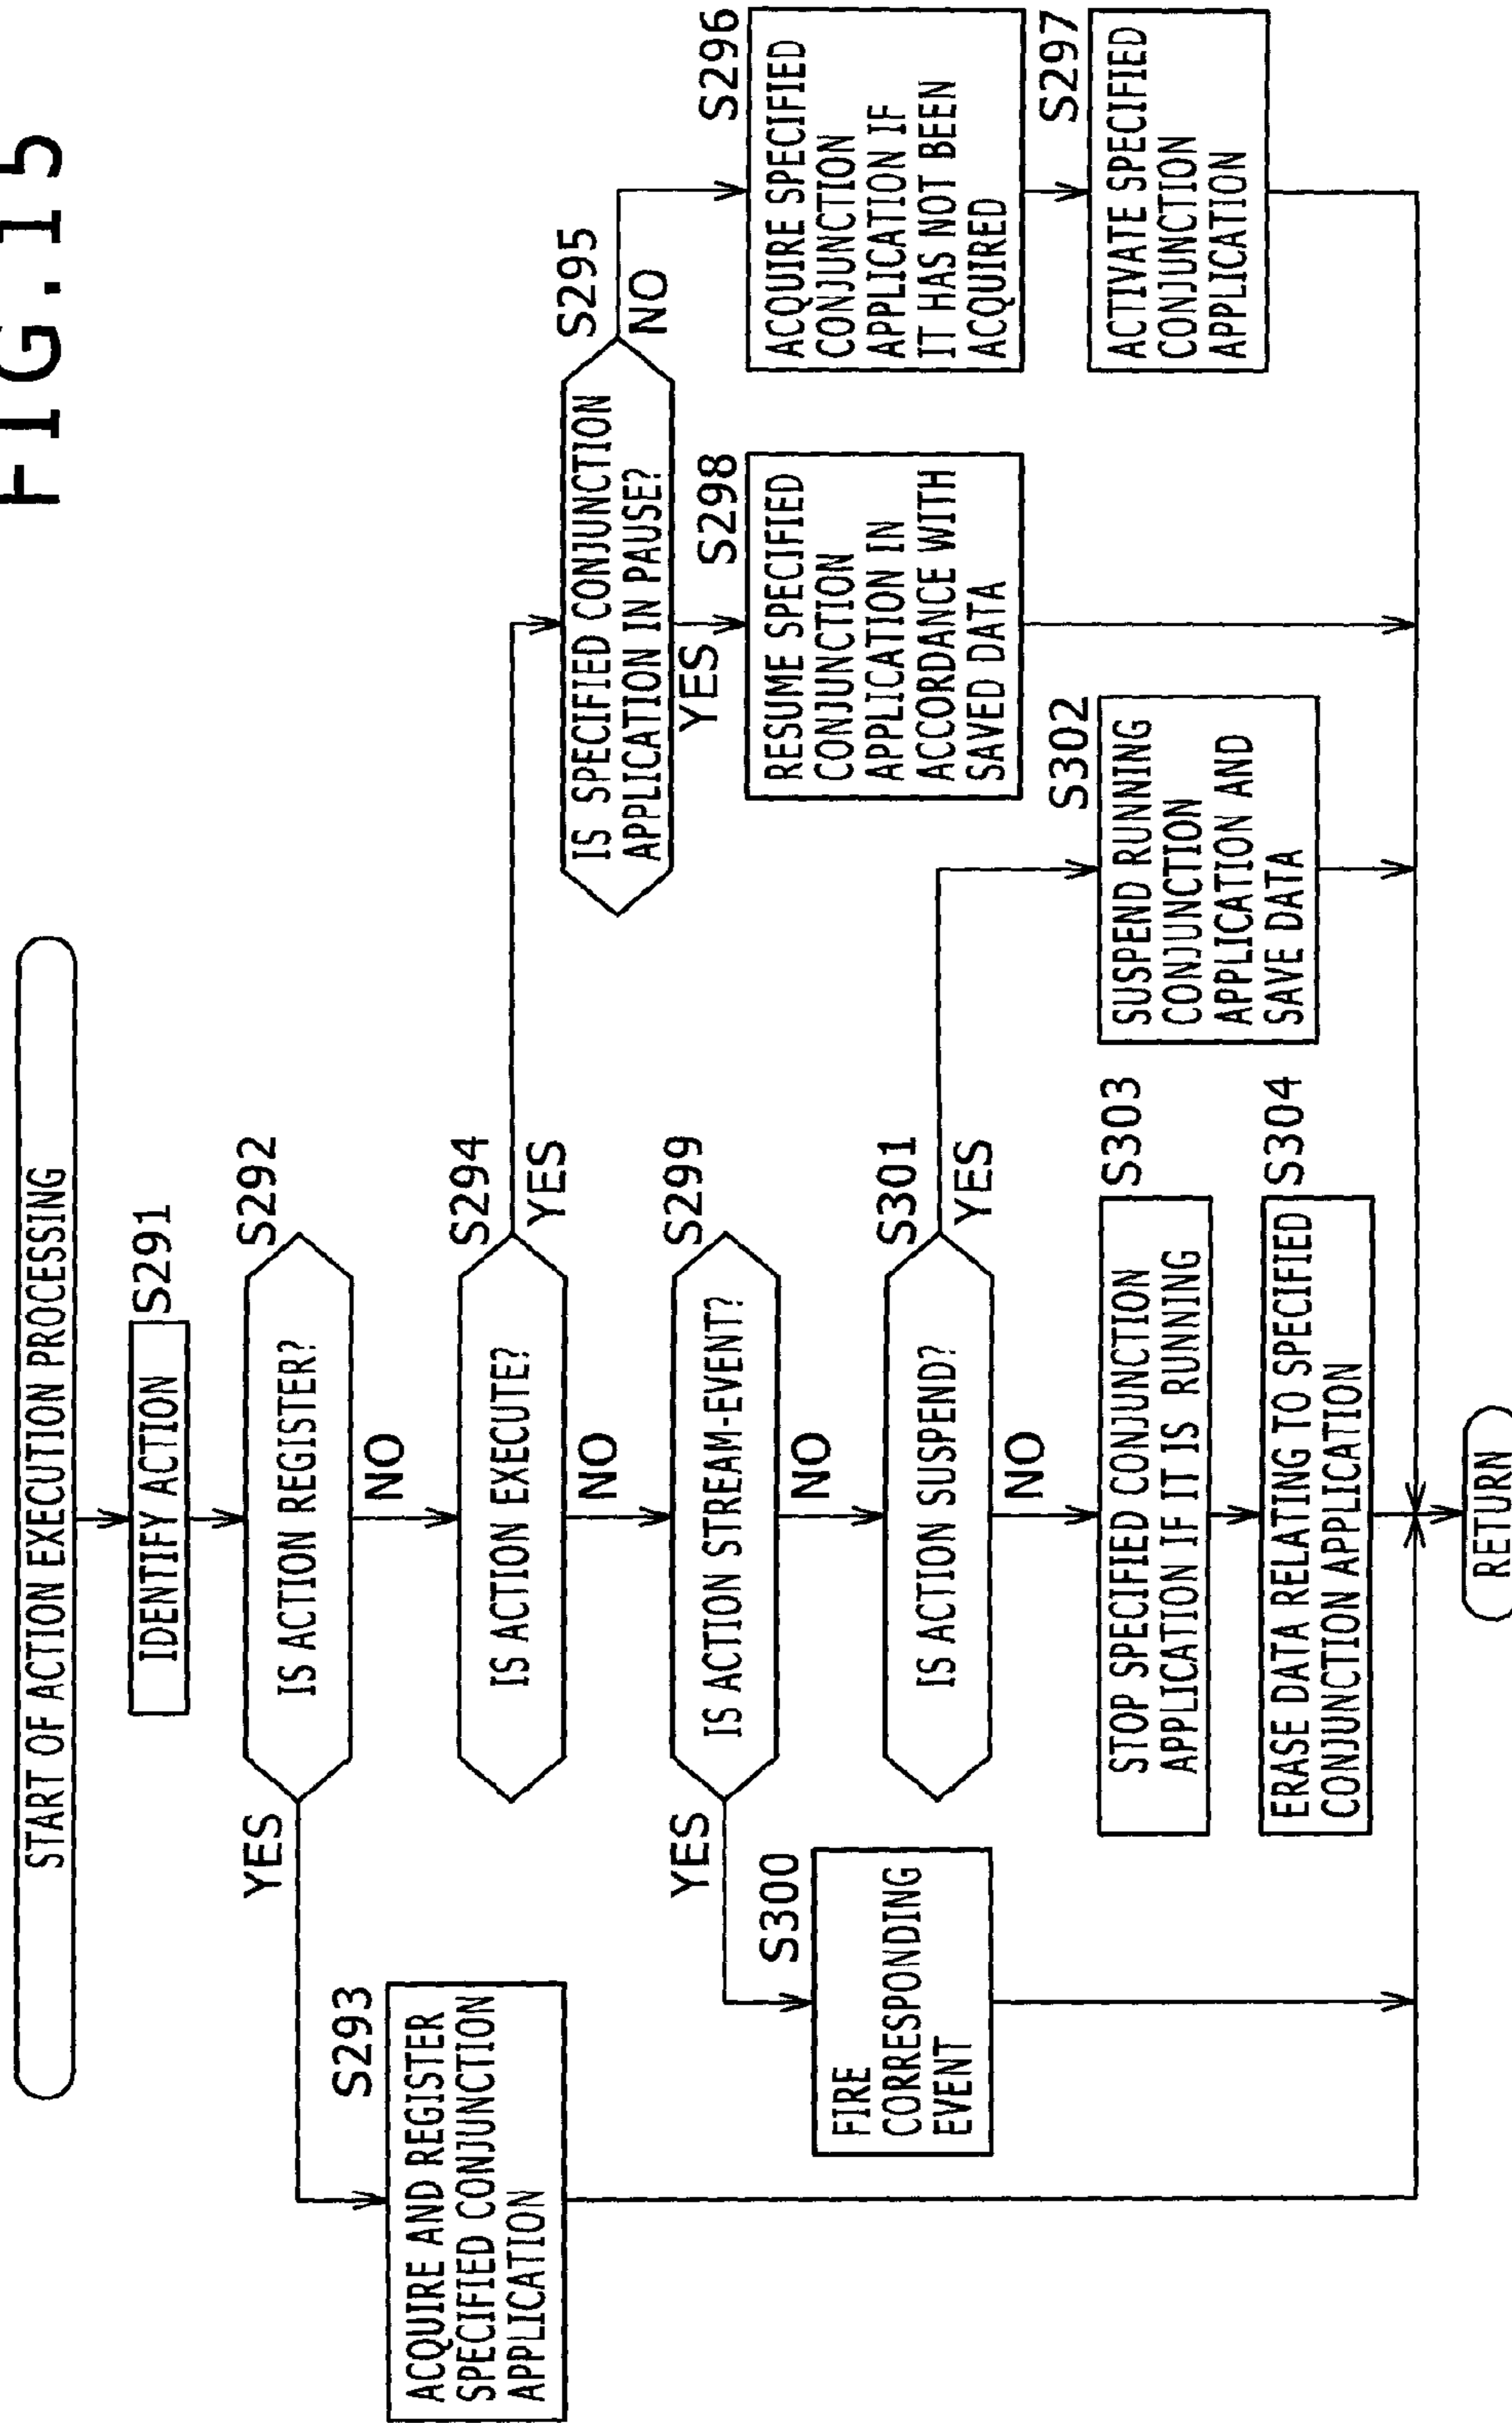 FIG.15
START OF ACTION EXECUTION PROCESSING
IDENTIFY ACTION
S291
S292
IS ACTION REGISTER?
YES
NO
S293
ACQUIRE AND REGISTER
SPECIFIED CONJUNCTION
APPLICATION
S294
IS ACTION EXECUTE?
YES
NO
S295
IS SPECIFIED CONJUNCTION
APPLICATION IN PAUSE?
NO
YES
S296
ACQUIRE SPECIFIED
CONJUNCTION
APPLICATION IF
IT HAS NOT BEEN
ACQUIRED
S297
ACTIVATE SPECIFIED
CONJUNCTION
APPLICATION
S298
RESUME SPECIFIED
CONJUNCTION
APPLICATION IN
ACCORDANCE WITH
SAVED DATA
S299
IS ACTION STREAM-EVENT?
YES
NO
S300
FIRE
CORRESPONDING
EVENT
S301
IS ACTION SUSPEND?
YES
NO
S302
SUSPEND RUNNING
CONJUNCTION
APPLICATION AND
SAVE DATA
S303
STOP SPECIFIED CONJUNCTION
APPLICATION IF IT IS RUNNING
S304
ERASE DATA RELATING TO SPECIFIED
CONJUNCTION APPLICATION
RETURN